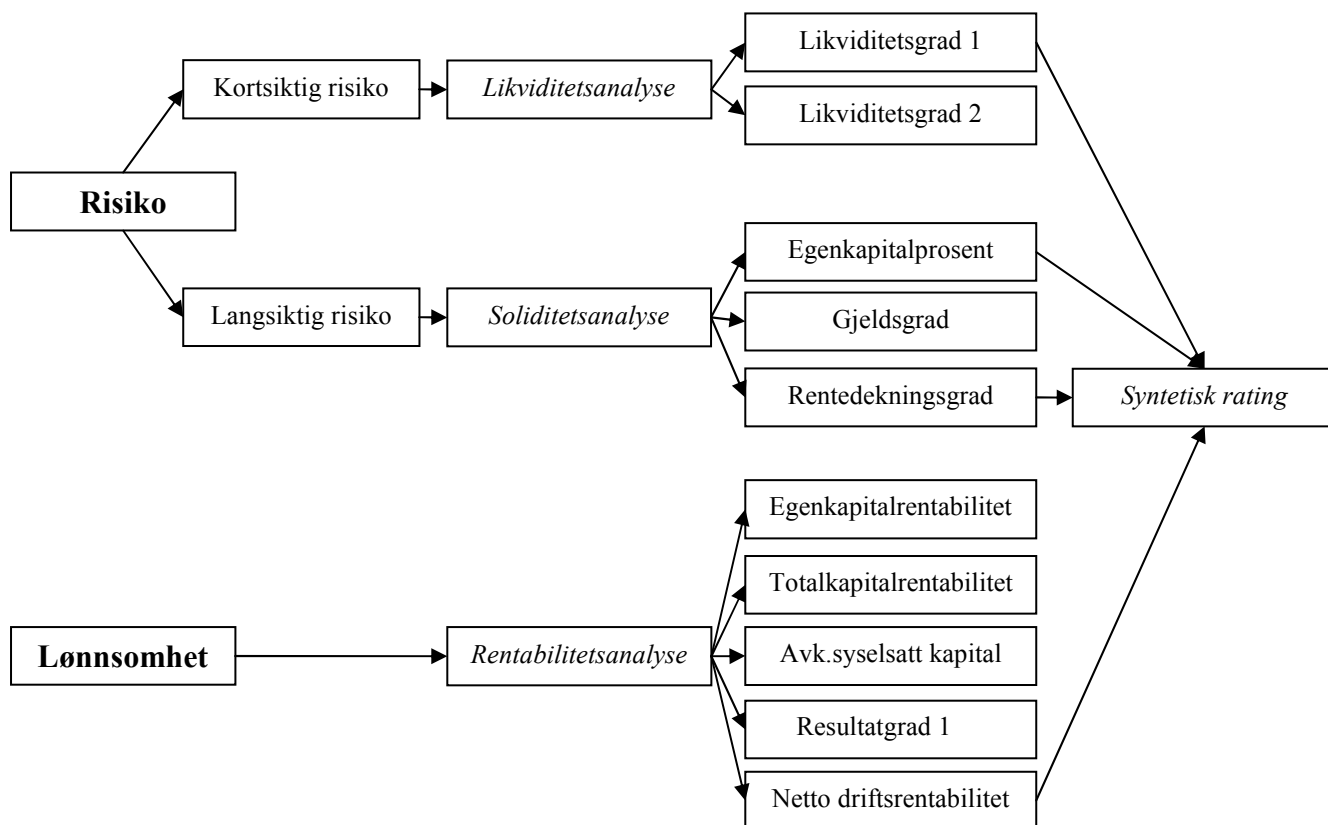 Likviditetsgrad 1
Kortsiktig risiko
Likviditetsanalyse
Likviditetsgrad 2
Risiko
Egenkapitalprosent
Langsiktig risiko
Soliditetsanalyse
Gjeldsgrad
Rentedekningsgrad
Syntetisk rating
Egenkapitalrentabilitet
Totalkapitalrentabilitet
Lønnsomhet
Rentabilitetsanalyse
Avk.syselsatt kapital
Resultatgrad 1
Netto driftsrentabilitet